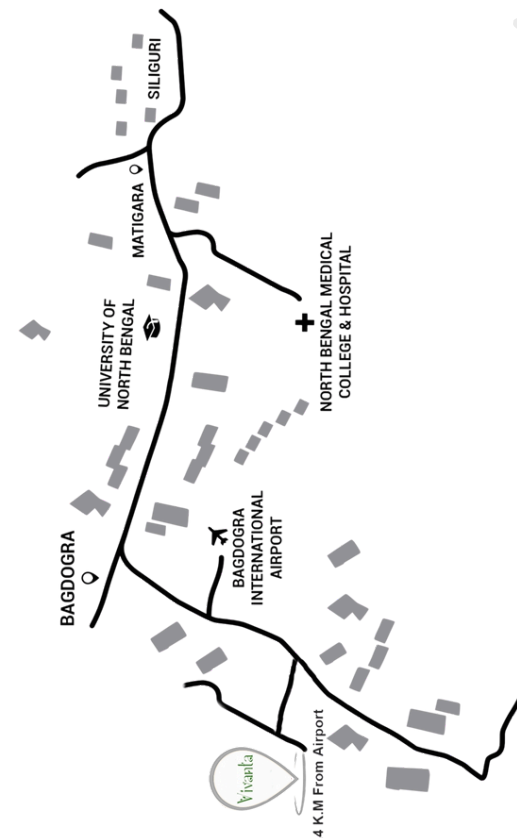 BAGDOGRA
UNIVERSITY OF
NORTH BENGAL
MATIGARA
SILIGURI
Vivanta
4 K.M From Airport
BAGDOGRA
INTERNATIONAL
AIRPORT
NORTH BENGAL MEDICAL
COLLEGE & HOSPITAL